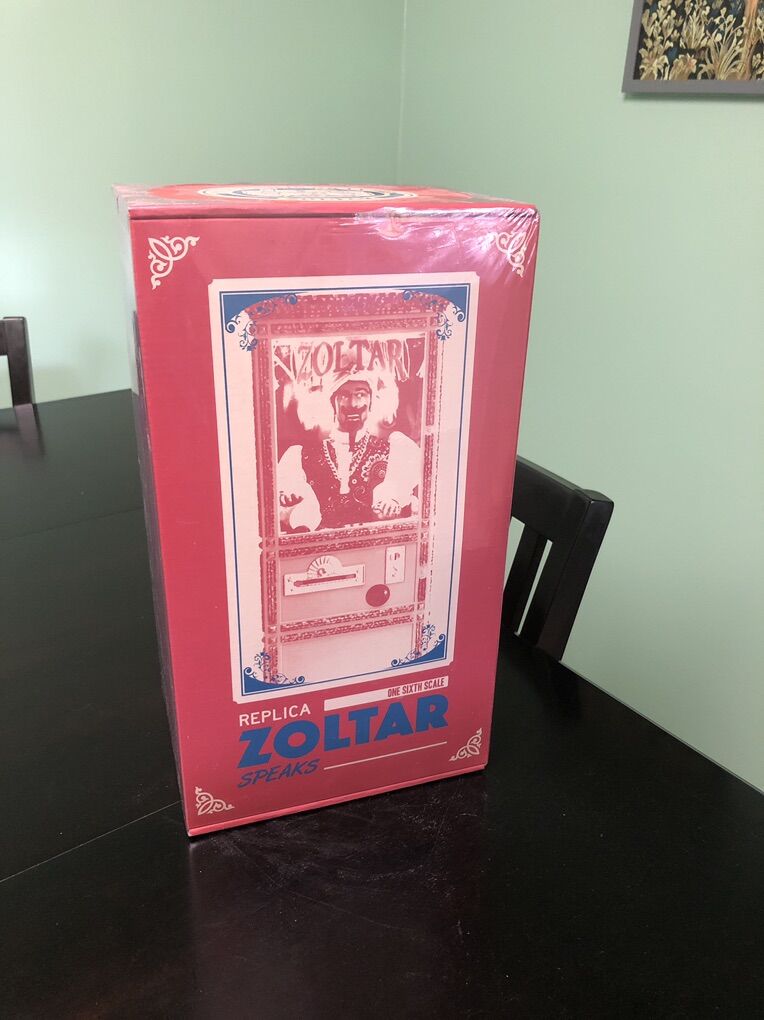 ZOLTAR
ONE SIXTH SCALE
REPLICA
ZOLTAR
SPEAKS